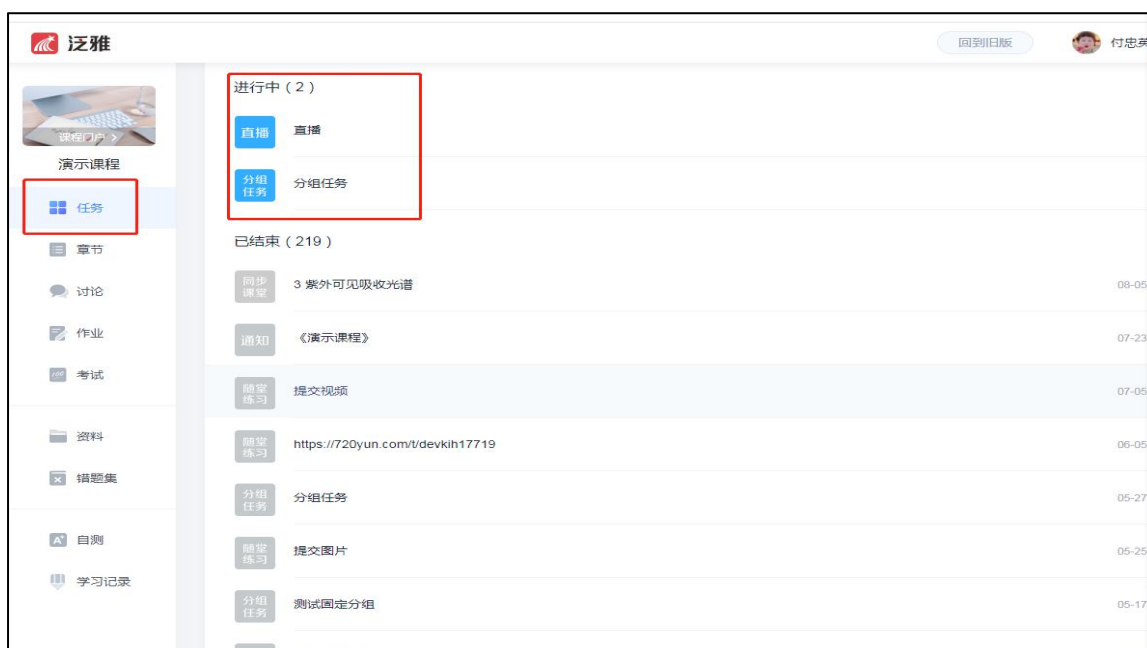 泛雅
回到旧版
付忠英
课程门户 >
演示课程
任务
章节
讨论
作业
考试
资料
错题集
自测
学习记录
进行中（2）
直播 直播
分组
任务
分组任务
已结束（219）
同步
课堂
3 紫外可见吸收光谱 08-05
通知 《演示课程》 07-23
随堂
练习
提交视频 07-05
随堂
练习
https://720yun.com/t/devkih17719 06-05
分组
任务
分组任务 05-27
随堂
练习
提交图片 05-25
分组
任务
测试固定分组 05-17